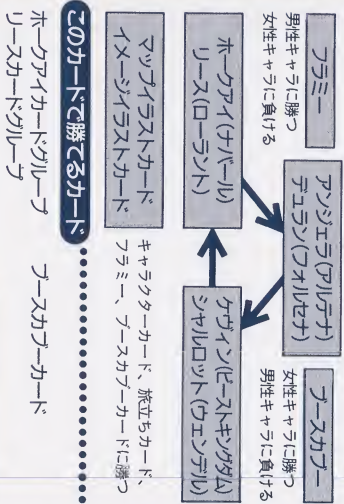 フラミー
男性キャラに勝つ
女性キャラに負ける
アンジェラ(アルテナ)
デュラン(フォルセナ)
ブースカブー
女性キャラに勝つ
男性キャラに負ける
ホークアイ(ナバール)
リース(ローラント)
ケヴィン(ビーストキングダム)
シャルロット(ウェンデル)
マップイラストカード
イメージイラストカード
キャラクターカード、旅立ちカード、
フラミー、ブースカブーカードに勝つ
このカードで勝てるカード
ホークアイカードグループ
リースカードグループ
ブースカブーカード